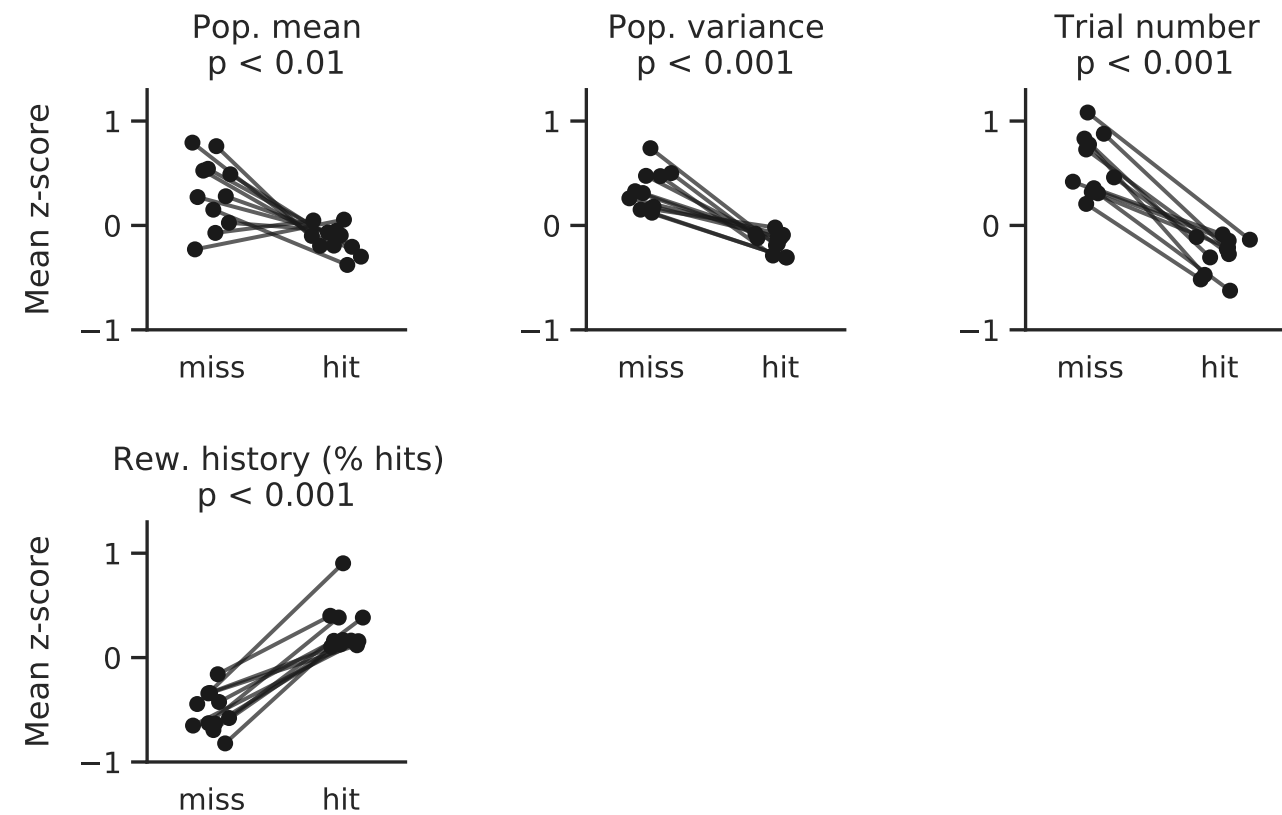 Pop. mean
p < 0.01
Pop. variance
p < 0.001
Trial number
p < 0.001
Mean z-score
1
0
−1
miss hit
1
0
−1
miss hit
1
0
−1
miss hit
Rew. history (% hits)
p < 0.001
Mean z-score
1
0
−1
miss hit